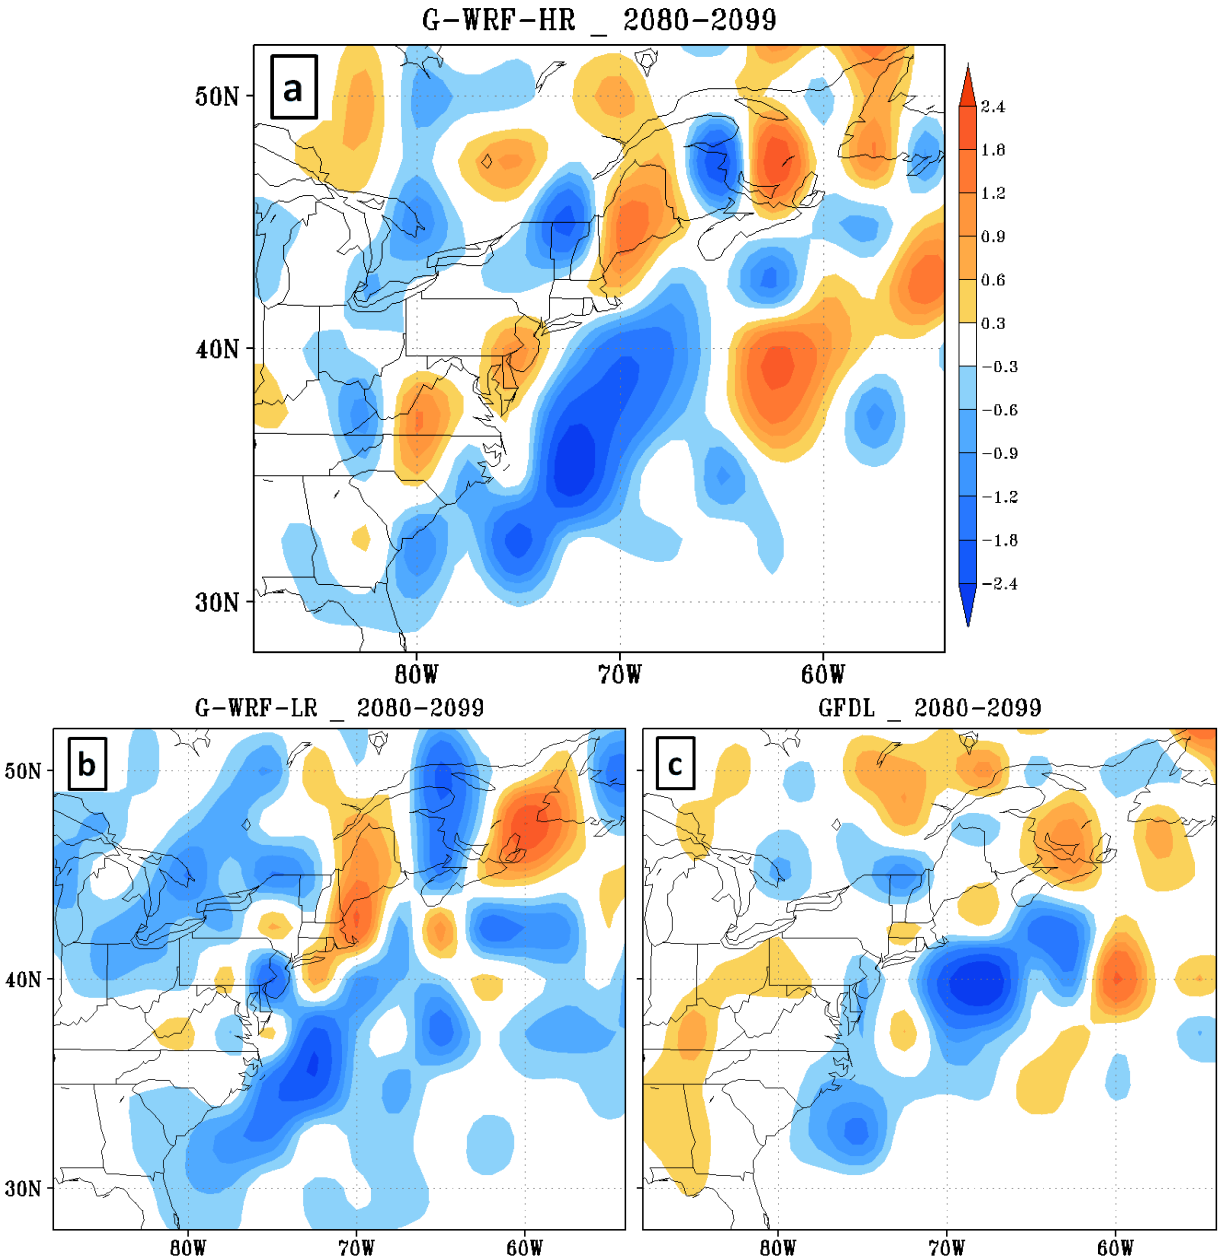 G-WRF-HR _ 2080-2099
a
50N
40N
30N
80W
70W
60W
2.4
1.8
1.2
0.9
0.6
0.3
-0.3
-0.6
-0.9
-1.2
-1.8
-2.4
G-WRF-LR _ 2080-2099
b
50N
40N
30N
80W
70W
60W
GFDL _ 2080-2099
c
80W
70W
60W